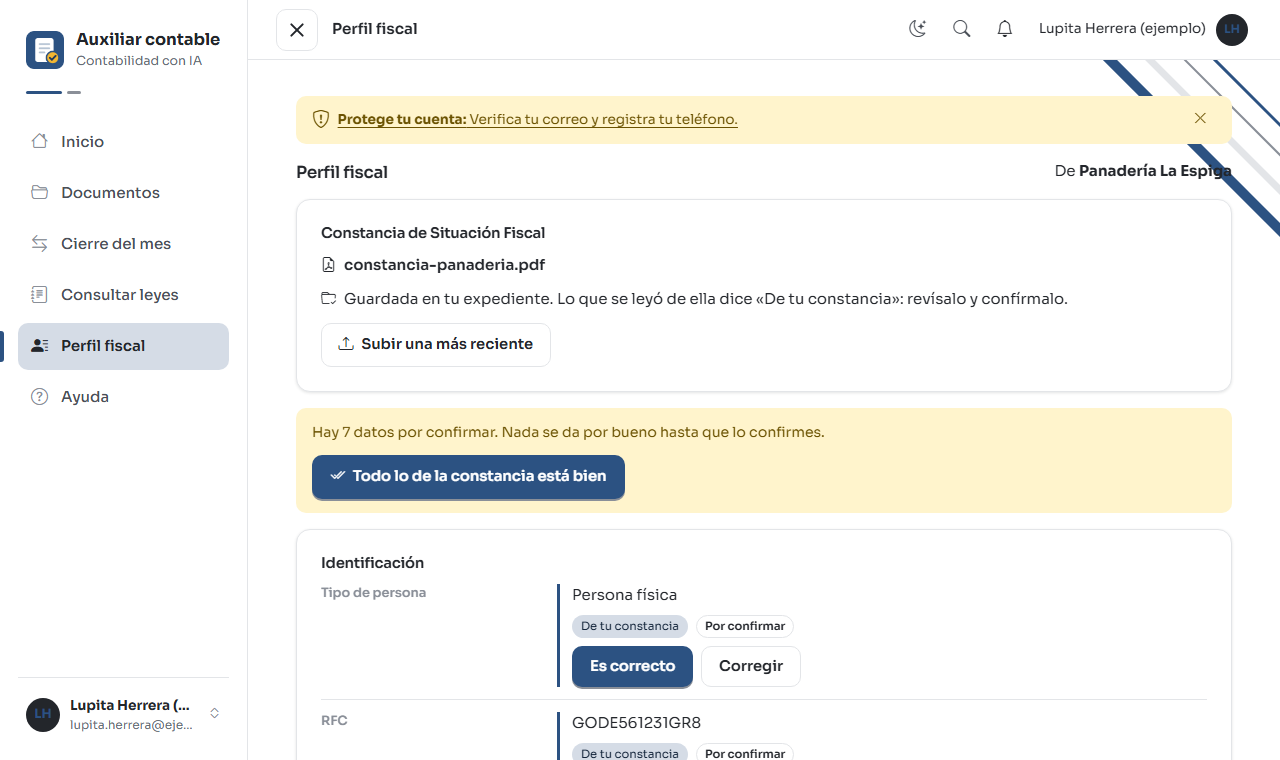 Auxiliar contable
Contabilidad con IA
Inicio
Documentos
Cierre del mes
Consultar leyes
Perfil fiscal
Ayuda
LH
Lupita Herrera (...
lupita.herrera@eje...
Perfil fiscal
Lupita Herrera (ejemplo)
LH
Protege tu cuenta: Verifica tu correo y registra tu teléfono.
Perfil fiscal
De Panadería La Espiga
Constancia de Situación Fiscal
constancia-panaderia.pdf
Guardada en tu expediente. Lo que se leyó de ella dice «De tu constancia»: revísalo y confírmalo.
Subir una más reciente
Hay 7 datos por confirmar. Nada se da por bueno hasta que lo confirmes.
Todo lo de la constancia está bien
Identificación
Tipo de persona
Persona física
De tu constancia
Por confirmar
Es correcto
Corregir
RFC
GODE561231GR8
De tu constancia
Por confirmar